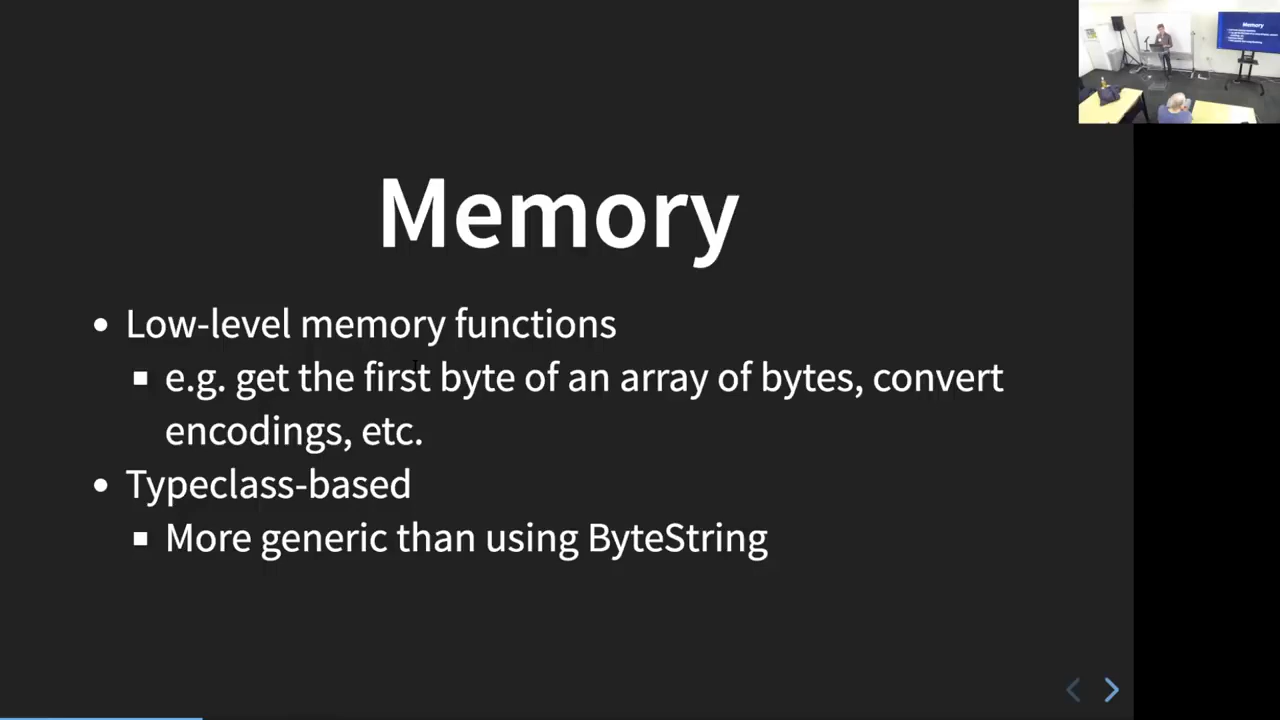 Memory
Low-level memory functions
e.g. get the first byte of an array of bytes, convert
encodings, etc.
Typeclass-based
More generic than using ByteString
Memory